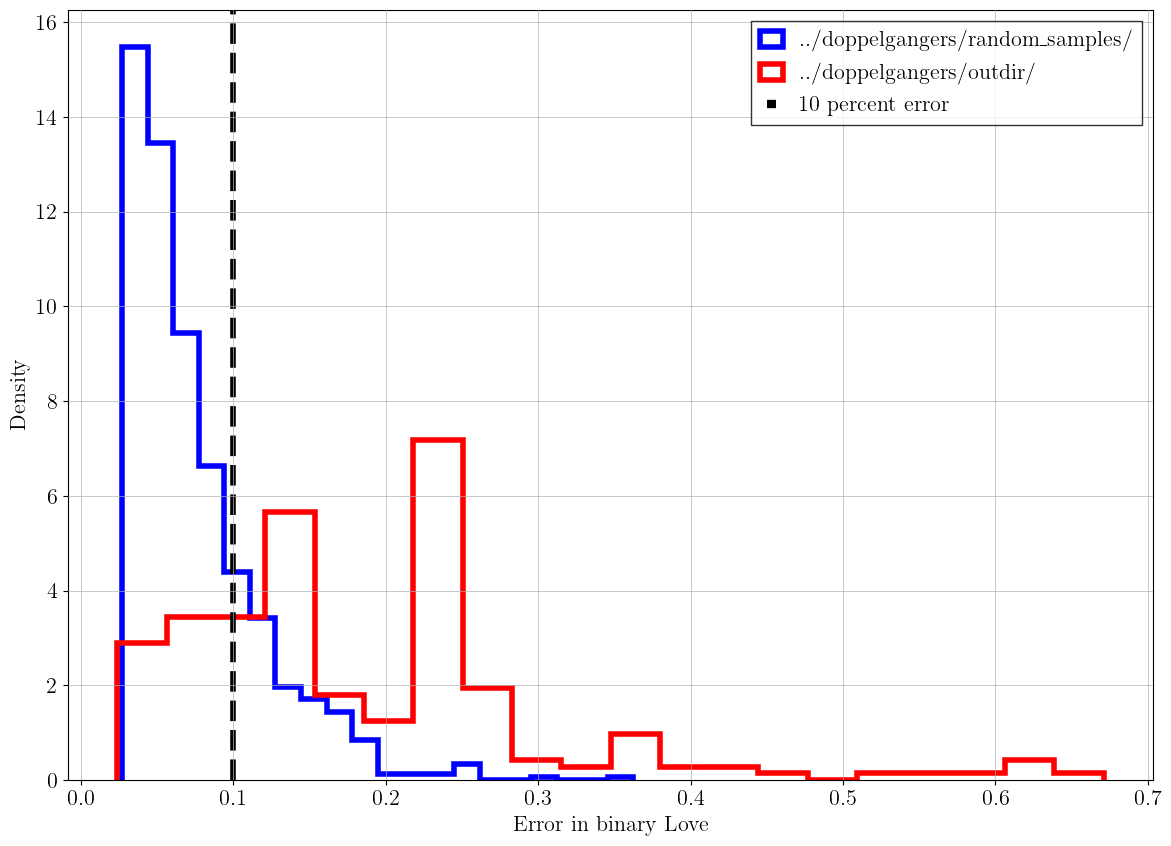 16
14
12
10
8
6
4
2
0
Density
0.0 0.1 0.2 0.3 0.4 0.5 0.6 0.7
Error in binary Love
../doppelgangers/random_samples/
../doppelgangers/outdir/
10 percent error